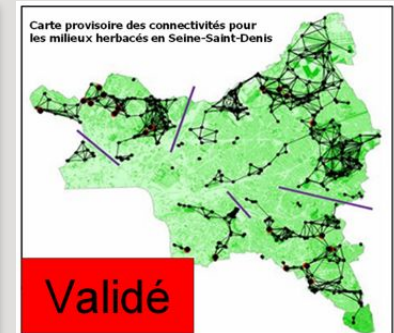 Carte provisoire des connectivités pour
les milieux herbacés en Seine-Saint-Denis
Validé